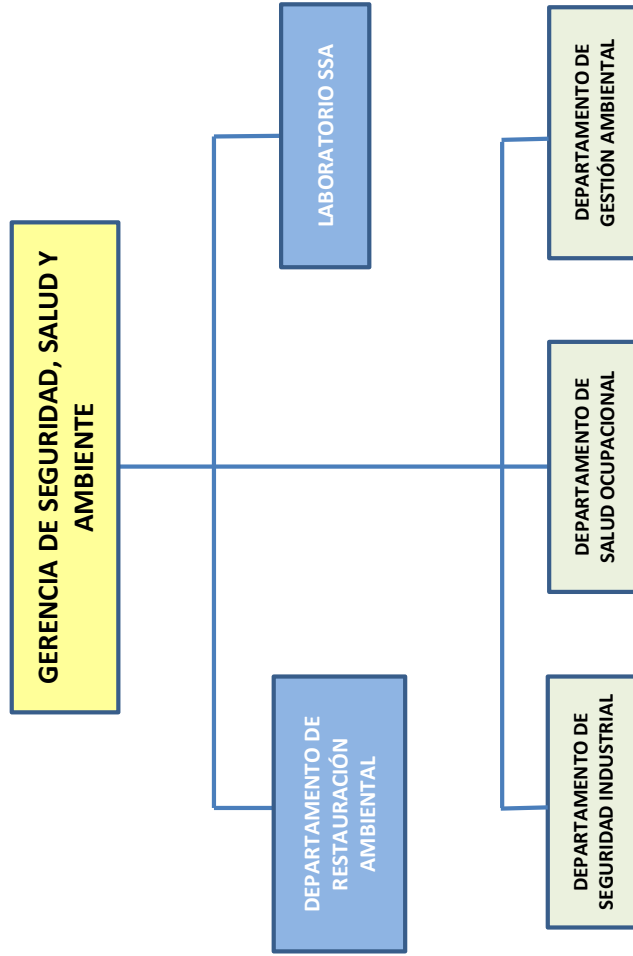 GERENCIA DE SEGURIDAD, SALUD Y
AMBIENTE
DEPARTAMENTO DE
RESTAURACIÓN
AMBIENTAL
LABORATORIO SSA
DEPARTAMENTO DE
SEGURIDAD INDUSTRIAL
DEPARTAMENTO DE
SALUD OCUPACIONAL
DEPARTAMENTO DE
GESTIÓN AMBIENTAL